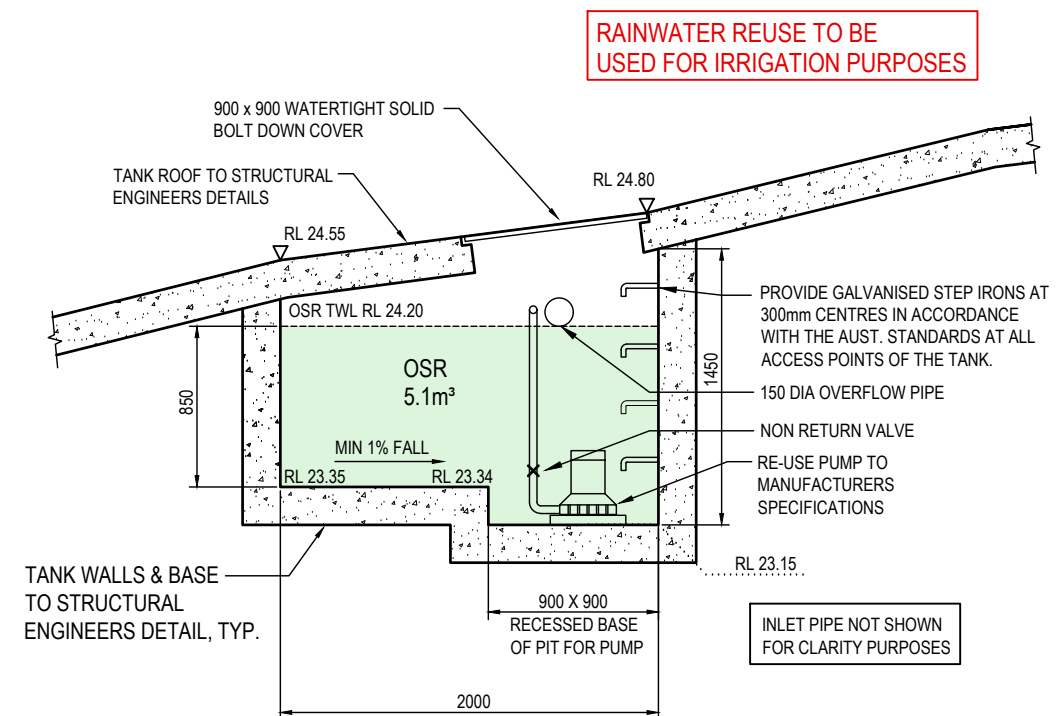 RAINWATER REUSE TO BE
USED FOR IRRIGATION PURPOSES
900 x 900 WATERTIGHT SOLID
BOLT DOWN COVER
TANK ROOF TO STRUCTURAL
ENGINEERS DETAILS
RL 24.80
RL 24.55
OSR TWL RL 24.20
PROVIDE GALVANISED STEP IRONS AT
300mm CENTRES IN ACCORDANCE
WITH THE AUST. STANDARDS AT ALL
ACCESS POINTS OF THE TANK.
OSR
5.1m³
850
1450
150 DIA OVERFLOW PIPE
NON RETURN VALVE
MIN 1% FALL
RL 23.35
RL 23.34
RE-USE PUMP TO
MANUFACTURERS
SPECIFICATIONS
RL 23.15
TANK WALLS & BASE
TO STRUCTURAL
ENGINEERS DETAIL, TYP.
900 X 900
RECESSED BASE
OF PIT FOR PUMP
INLET PIPE NOT SHOWN
FOR CLARITY PURPOSES
2000